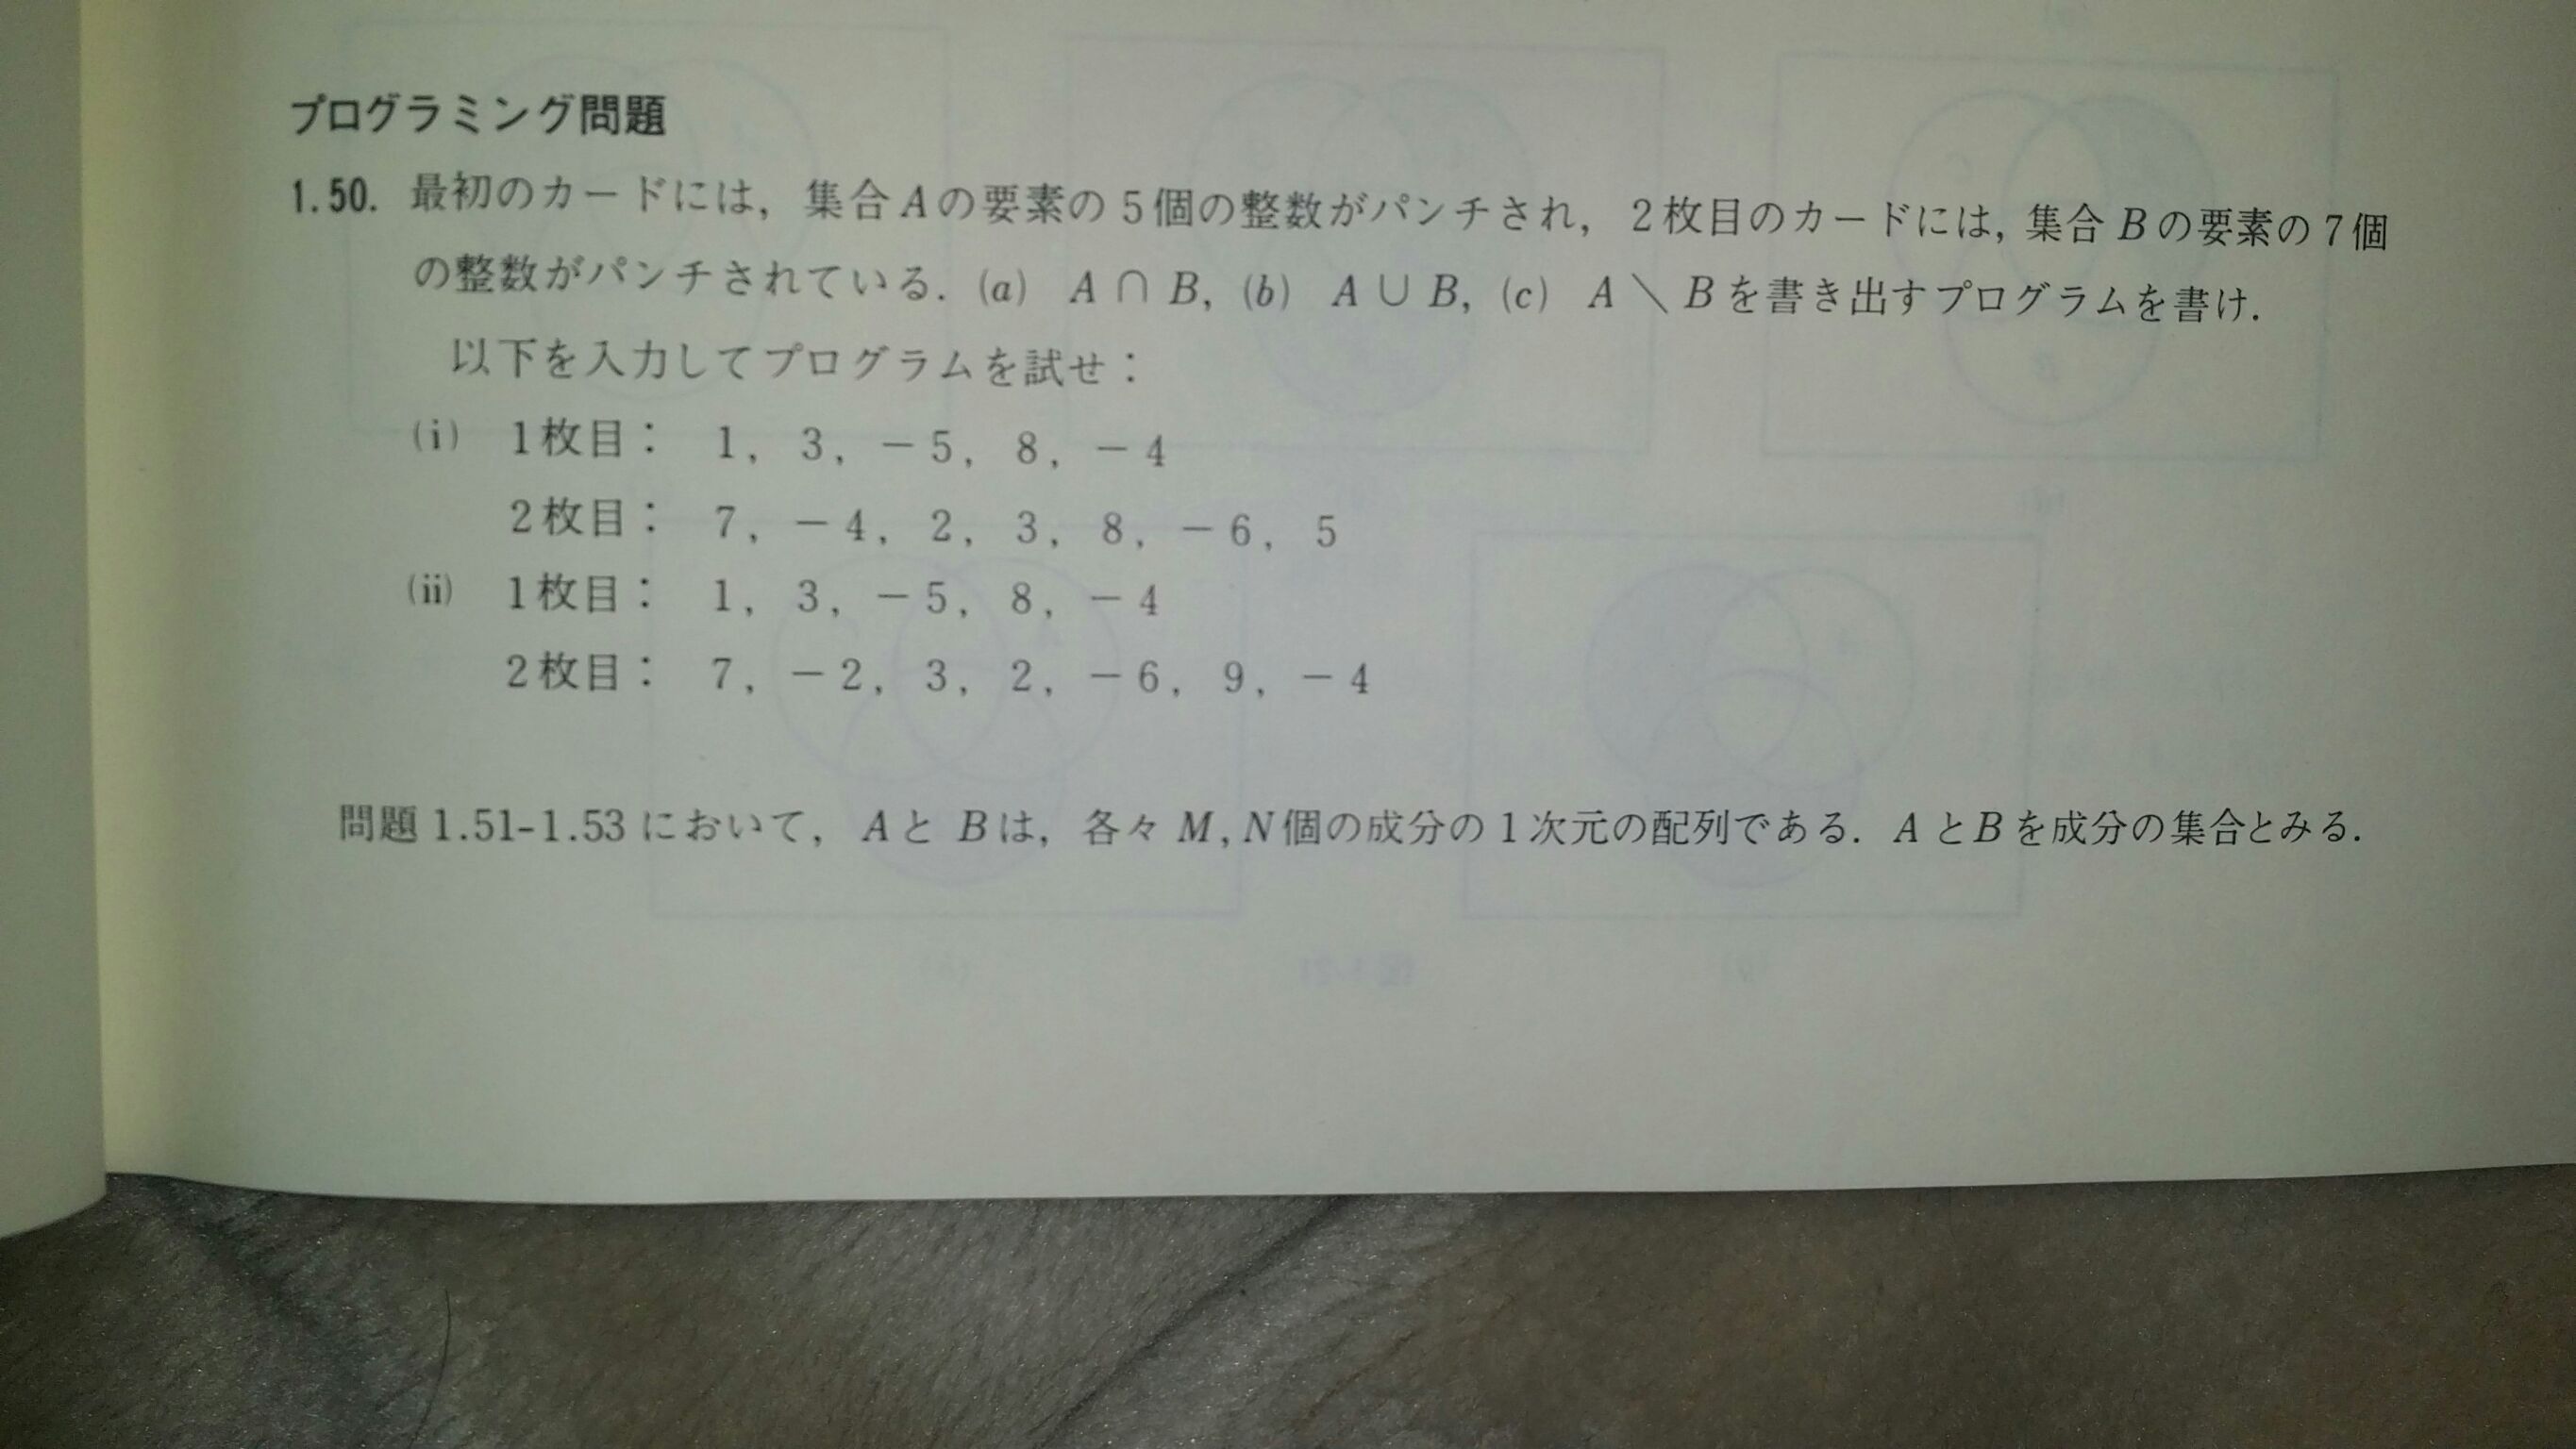 プログラミング問題
1.50. 最初のカードには, 集合 A の要素の 5 個の整数がパンチされ, 2 枚目のカードには, 集合 B の要素の 7 個
の整数がパンチされている. (a) A ∩ B, (b) A ∪ B, (c) A ∖ B を書き出すプログラムを書け.
以下を入力してプログラムを試せ:
(i) 1 枚目: 1, 3, −5, 8, −4
2 枚目: 7, −4, 2, 3, 8, −6, 5
(ii) 1 枚目: 1, 3, −5, 8, −4
2 枚目: 7, −2, 3, 2, −6, 9, −4
問題 1.51-1.53 において, A と B は, 各々 M, N 個の成分の 1 次元の配列である. A と B を成分の集合とみる.